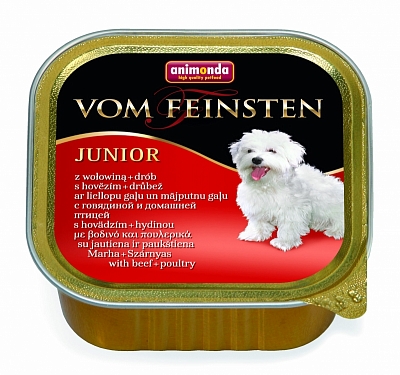 animonda
high quality petfood
VOM FEINSTEN
JUNIOR
z wołowiną+drób
s hovězím+drůbež
ar liellopu gaļu un mājputnu gaļu
с говядиной и домашней
птицей
s hovädzím+hydinou
με βοδινό και πουλερικά
su jautiena ir paukštiena
Marha+Szárnyas
with beef+poultry